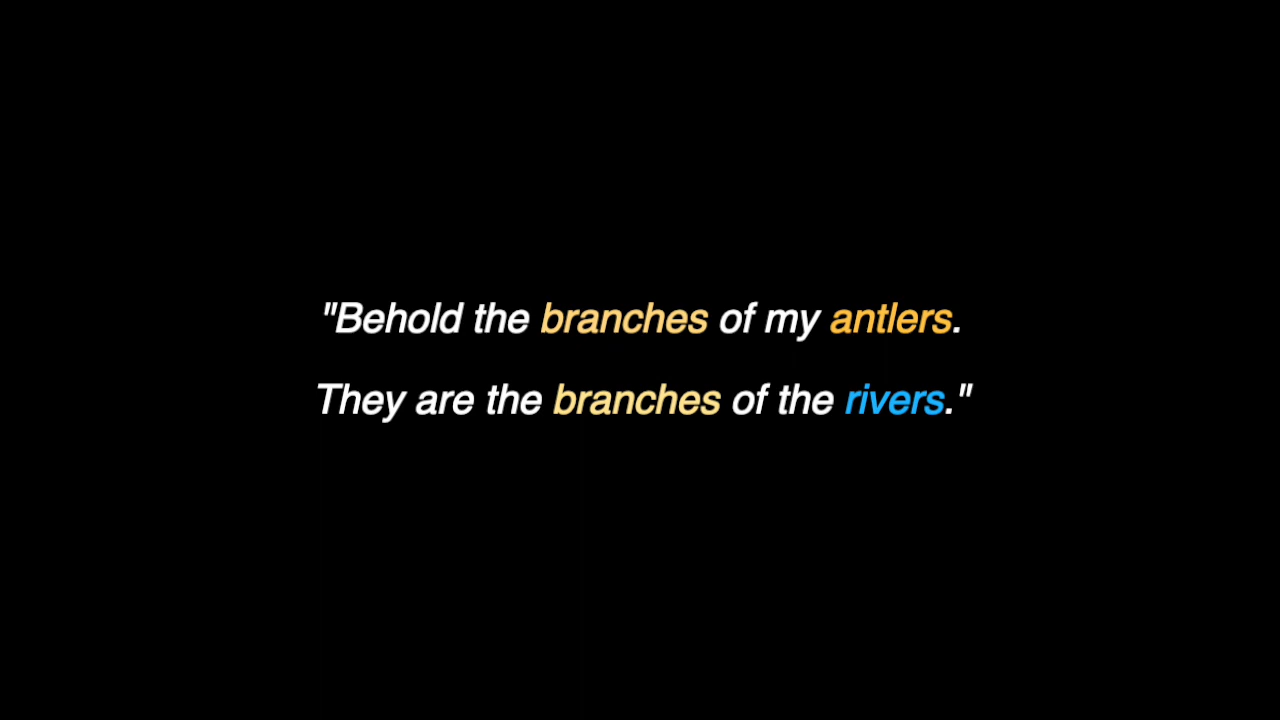 "Behold the branches of my antlers.
They are the branches of the rivers."